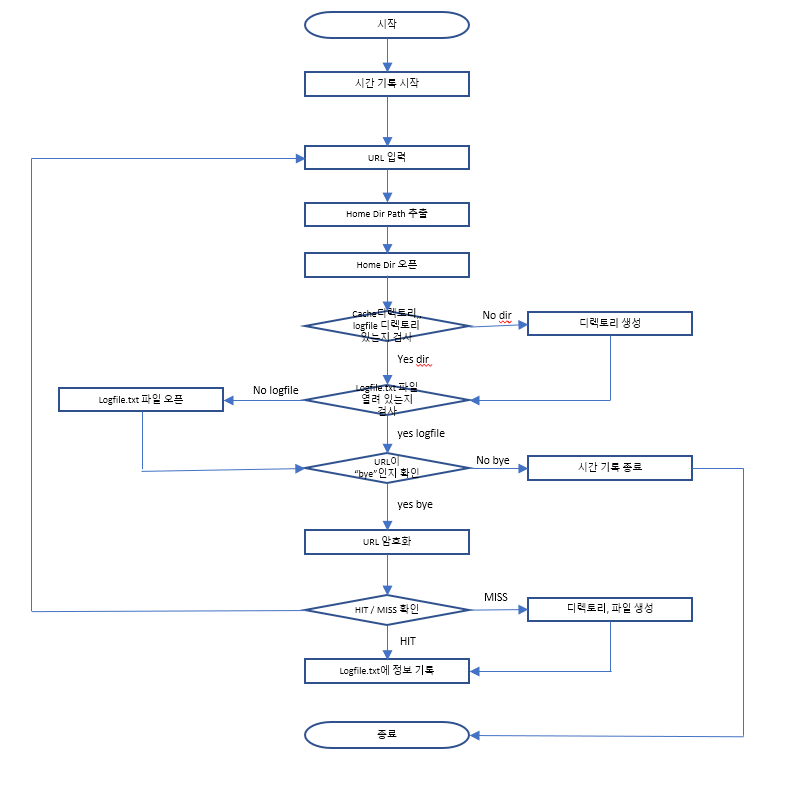 시작
시간 기록 시작
URL 입력
Home Dir Path 추출
Home Dir 오픈
Cache디렉토리,
logfile 디렉토리
있는지 검사
No dir
디렉토리 생성
Yes dir
Logfile.txt 파일
열려 있는지
검사
No logfile
Logfile.txt 파일 오픈
yes logfile
URL이
“bye”인지 확인
No bye
시간 기록 종료
yes bye
URL 암호화
HIT / MISS 확인
MISS
디렉토리, 파일 생성
HIT
Logfile.txt에 정보 기록
종료